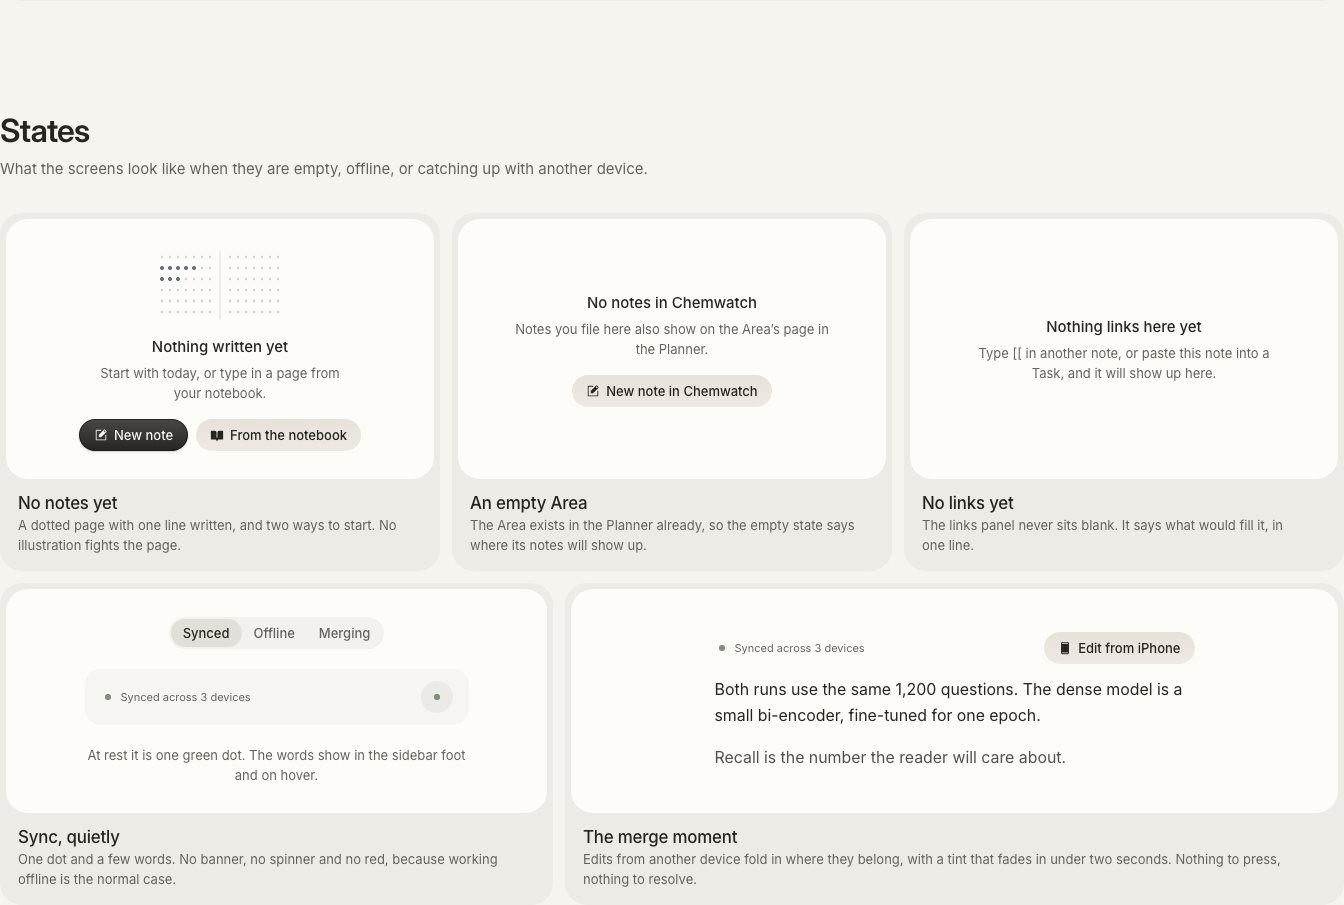 States
What the screens look like when they are empty, offline, or catching up with another device.
Nothing written yet
Start with today, or type in a page from
your notebook.
New note
From the notebook
No notes yet
A dotted page with one line written, and two ways to start. No
illustration fights the page.
No notes in Chemwatch
Notes you file here also show on the Area’s page in
the Planner.
New note in Chemwatch
An empty Area
The Area exists in the Planner already, so the empty state says
where its notes will show up.
Nothing links here yet
Type [[ in another note, or paste this note into a
Task, and it will show up here.
No links yet
The links panel never sits blank. It says what would fill it, in
one line.
Synced
Offline
Merging
Synced across 3 devices
At rest it is one green dot. The words show in the sidebar foot
and on hover.
Sync, quietly
One dot and a few words. No banner, no spinner and no red, because working
offline is the normal case.
Synced across 3 devices
Edit from iPhone
Both runs use the same 1,200 questions. The dense model is a
small bi-encoder, fine-tuned for one epoch.
Recall is the number the reader will care about.
The merge moment
Edits from another device fold in where they belong, with a tint that fades in under two seconds. Nothing to press,
nothing to resolve.